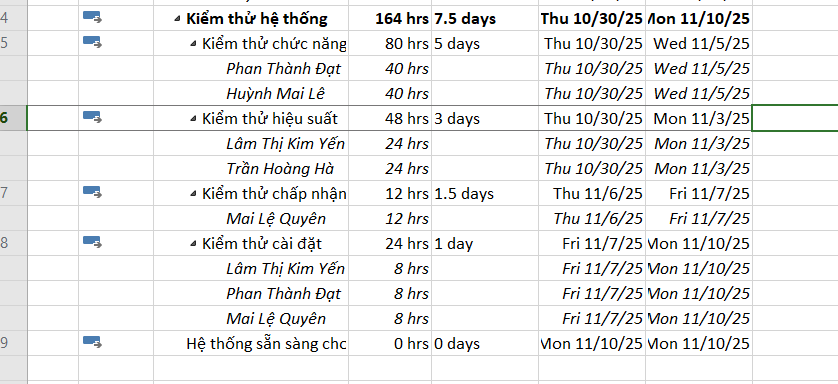 4 Kiểm thử hệ thống 164 hrs 7.5 days Thu 10/30/25 Mon 11/10/25
5 Kiểm thử chức năng 80 hrs 5 days Thu 10/30/25 Wed 11/5/25
Phan Thành Đạt 40 hrs Thu 10/30/25 Wed 11/5/25
Huỳnh Mai Lê 40 hrs Thu 10/30/25 Wed 11/5/25
6 Kiểm thử hiệu suất 48 hrs 3 days Thu 10/30/25 Mon 11/3/25
Lâm Thị Kim Yến 24 hrs Thu 10/30/25 Mon 11/3/25
Trần Hoàng Hà 24 hrs Thu 10/30/25 Mon 11/3/25
7 Kiểm thử chấp nhận 12 hrs 1.5 days Thu 11/6/25 Fri 11/7/25
Mai Lệ Quyên 12 hrs Thu 11/6/25 Fri 11/7/25
8 Kiểm thử cài đặt 24 hrs 1 day Fri 11/7/25 Mon 11/10/25
Lâm Thị Kim Yến 8 hrs Fri 11/7/25 Mon 11/10/25
Phan Thành Đạt 8 hrs Fri 11/7/25 Mon 11/10/25
Mai Lệ Quyên 8 hrs Fri 11/7/25 Mon 11/10/25
9 Hệ thống sẵn sàng cho 0 hrs 0 days Mon 11/10/25 Mon 11/10/25